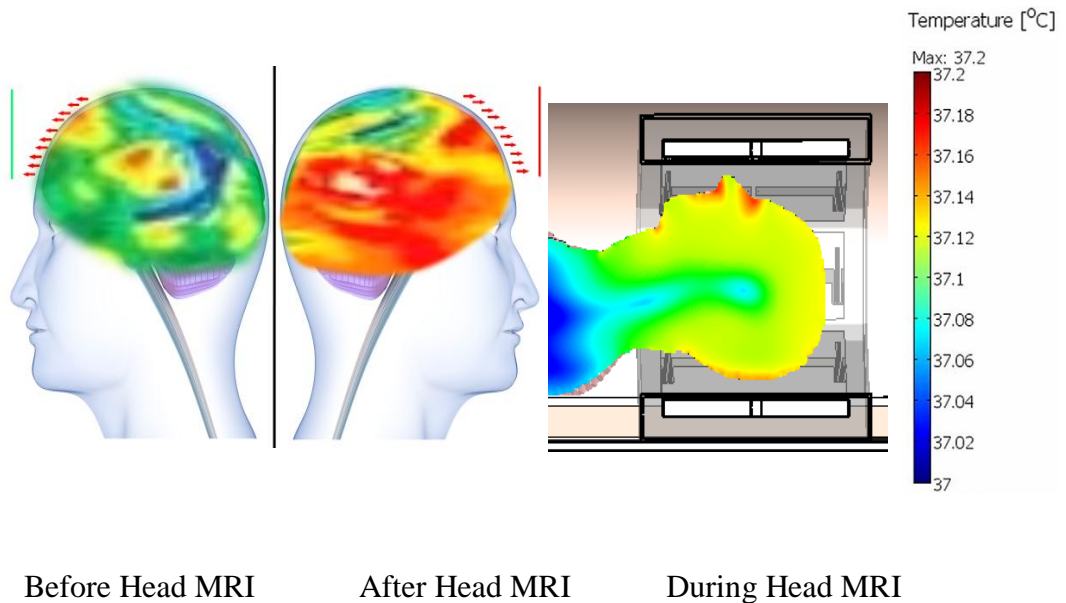 Temperature [⁰C]
Max: 37.2
37.2
37.18
37.16
37.14
37.12
37.1
37.08
37.06
37.04
37.02
37
Before Head MRI
After Head MRI
During Head MRI